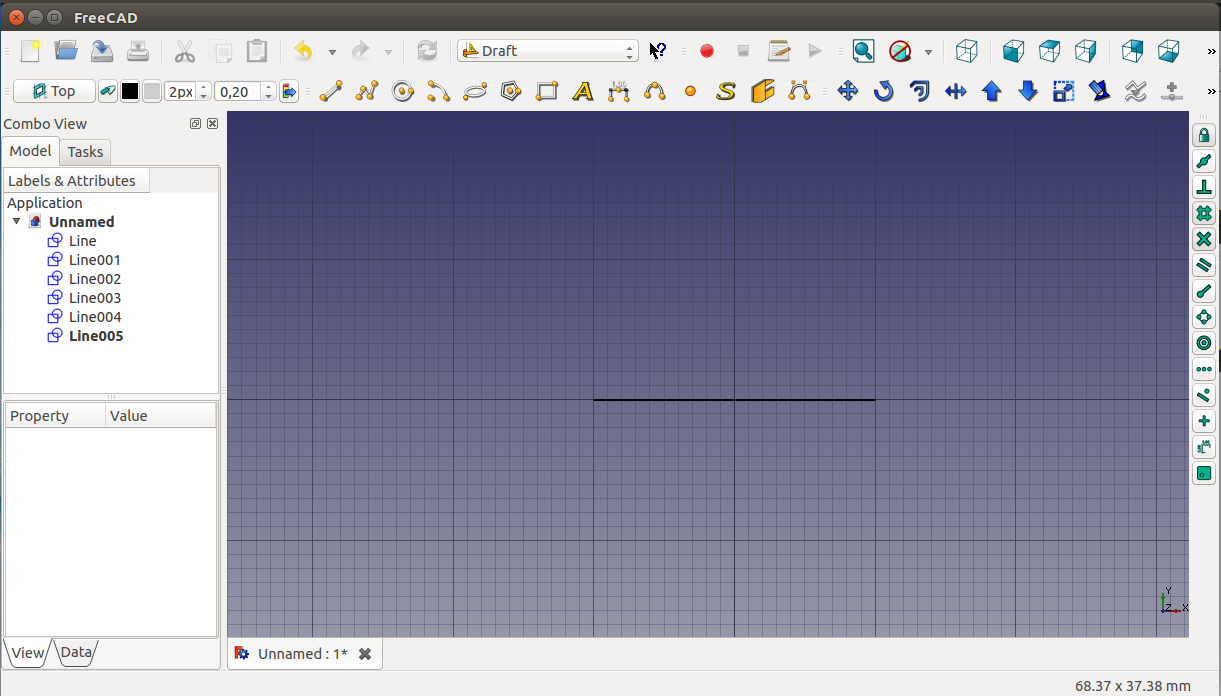 FreeCAD
Draft
Top
2px
0,20
Combo View
Model
Tasks
Labels & Attributes
Application
Unnamed
Line
Line001
Line002
Line003
Line004
Line005
Property
Value
Y
Z
X
View
Data
Unnamed : 1*
68.37 x 37.38 mm